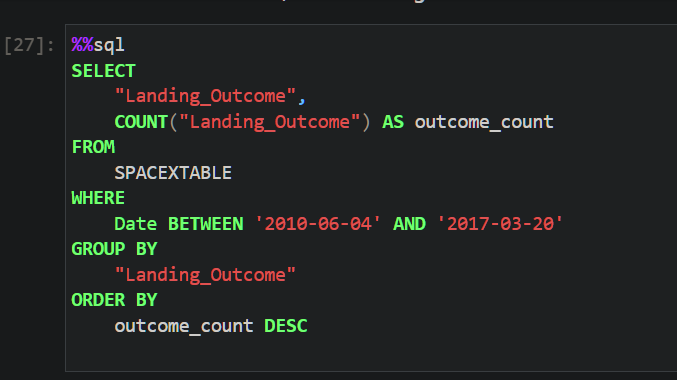 [27]: %%sql
SELECT
    "Landing_Outcome",
    COUNT("Landing_Outcome") AS outcome_count
FROM
    SPACEXTABLE
WHERE
    Date BETWEEN '2010-06-04' AND '2017-03-20'
GROUP BY
    "Landing_Outcome"
ORDER BY
    outcome_count DESC